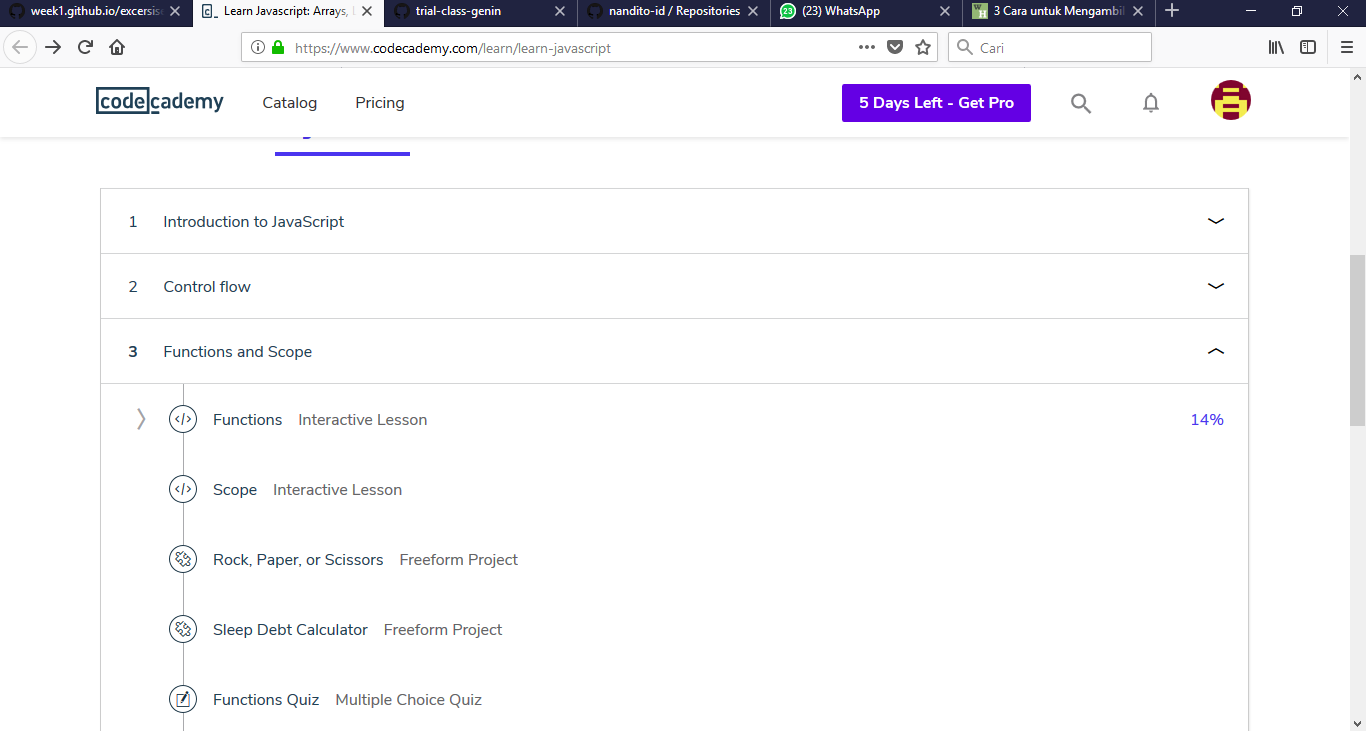 week1.github.io/excersis
Learn Javascript: Arrays,
trial-class-genin
nandito-id / Repositories
(23) WhatsApp
3 Cara untuk Mengambil
https://www.codecademy.com/learn/learn-javascript
Cari
codecademy
Catalog
Pricing
5 Days Left - Get Pro
1 Introduction to JavaScript
2 Control flow
3 Functions and Scope
Functions Interactive Lesson 14%
Scope Interactive Lesson
Rock, Paper, or Scissors Freeform Project
Sleep Debt Calculator Freeform Project
Functions Quiz Multiple Choice Quiz